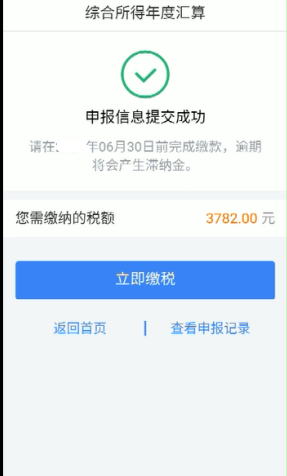 综合所得年度汇算
申报信息提交成功
请在 年06月30日前完成缴款，逾期
将会产生滞纳金。
您需缴纳的税额 3782.00 元
立即缴税
返回首页 | 查看申报记录